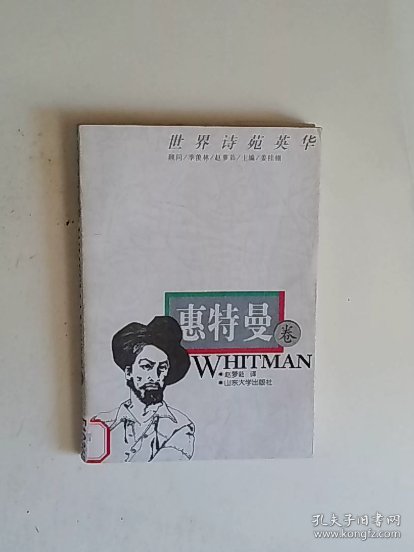 世界诗苑英华
顾问/季羡林/赵萝蕤/主编/姜桂栩
惠特曼
卷
WHITMAN
●赵萝蕤 译
●山东大学出版社
孔夫子旧书网
www.kongfz.com